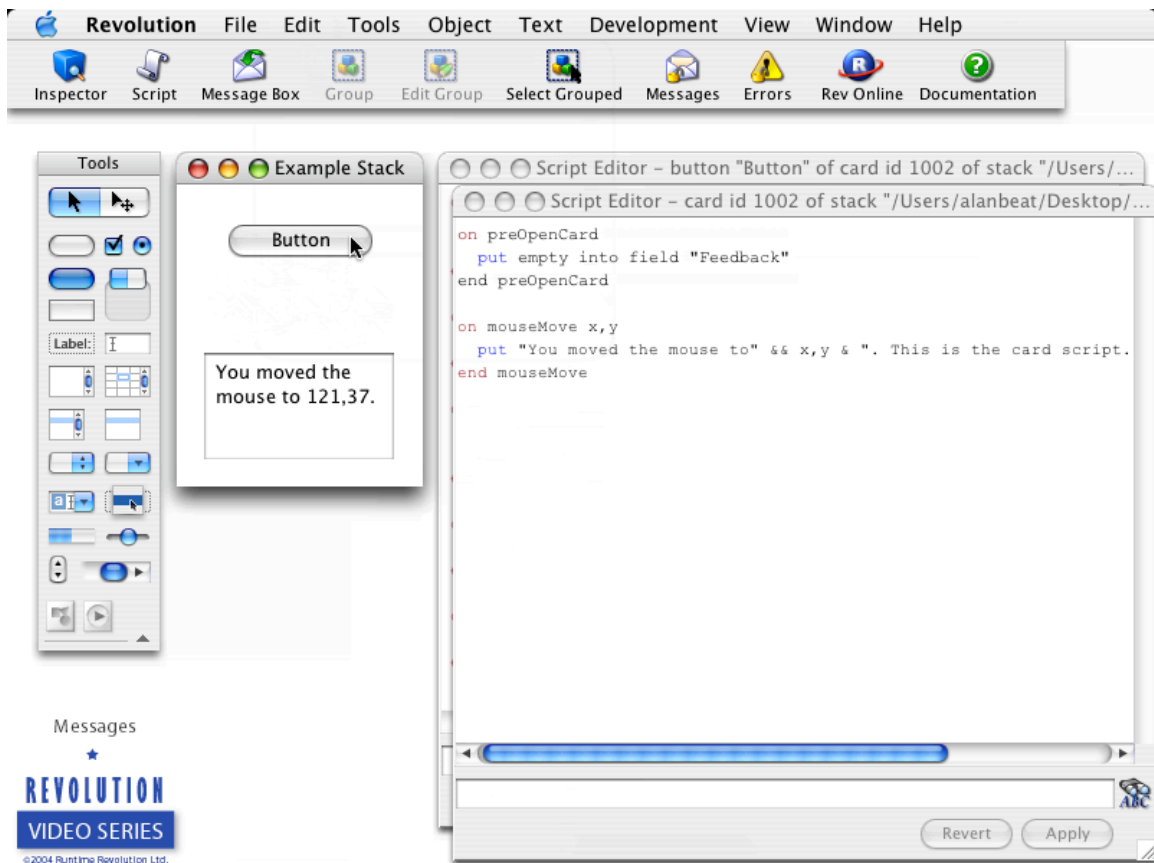 Revolution File Edit Tools Object Text Development View Window Help
Inspector Script Message Box Group Edit Group Select Grouped Messages Errors Rev Online Documentation
Tools
Label:
a
Example Stack
Button
You moved the
mouse to 121,37.
Script Editor – button "Button" of card id 1002 of stack "/Users/...
Script Editor – card id 1002 of stack "/Users/alanbeat/Desktop/...
on preOpenCard
put empty into field "Feedback"
end preOpenCard
on mouseMove x,y
put "You moved the mouse to" && x,y & ". This is the card script.
end mouseMove
ABC
Revert Apply
Messages
REVOLUTION
VIDEO SERIES
©2004 Runtime Revolution Ltd.